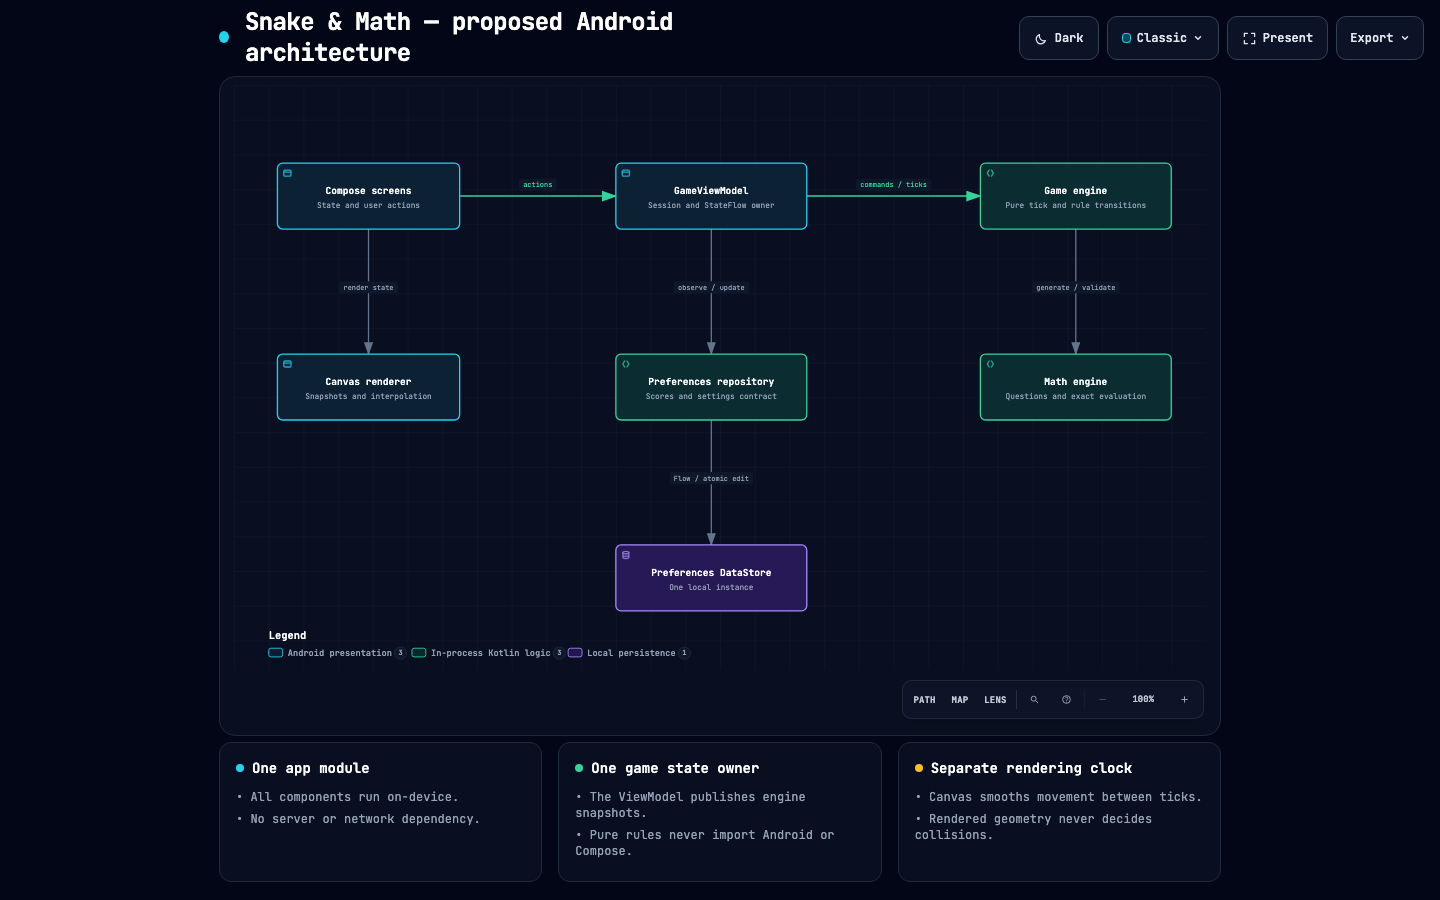 Snake & Math — proposed Android
architecture
Dark
Classic
Present
Export
Compose screens
State and user actions
actions
GameViewModel
Session and StateFlow owner
commands / ticks
Game engine
Pure tick and rule transitions
render state
observe / update
generate / validate
Canvas renderer
Snapshots and interpolation
Preferences repository
Scores and settings contract
Math engine
Questions and exact evaluation
Flow / atomic edit
Preferences DataStore
One local instance
Legend
Android presentation 3
In-process Kotlin logic 3
Local persistence 1
PATH MAP LENS − 100% +
One app module
• All components run on-device.
• No server or network dependency.
One game state owner
• The ViewModel publishes engine
snapshots.
• Pure rules never import Android or
Compose.
Separate rendering clock
• Canvas smooths movement between ticks.
• Rendered geometry never decides
collisions.